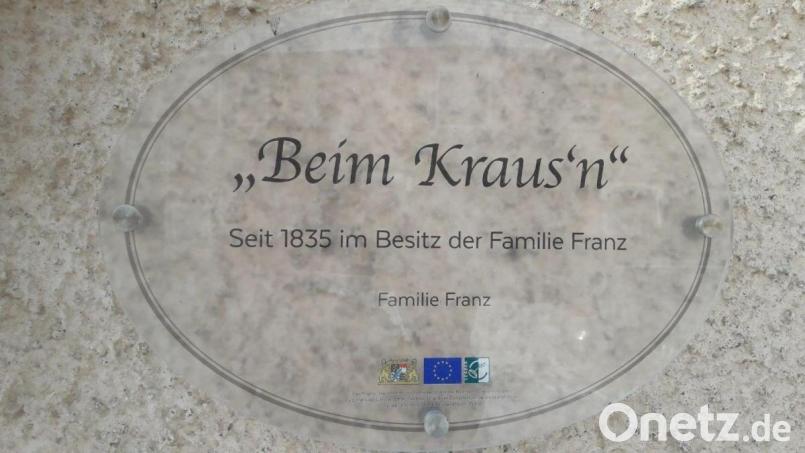 „Beim Kraus‘n“
Seit 1835 im Besitz der Familie Franz
Familie Franz
Onetz.de